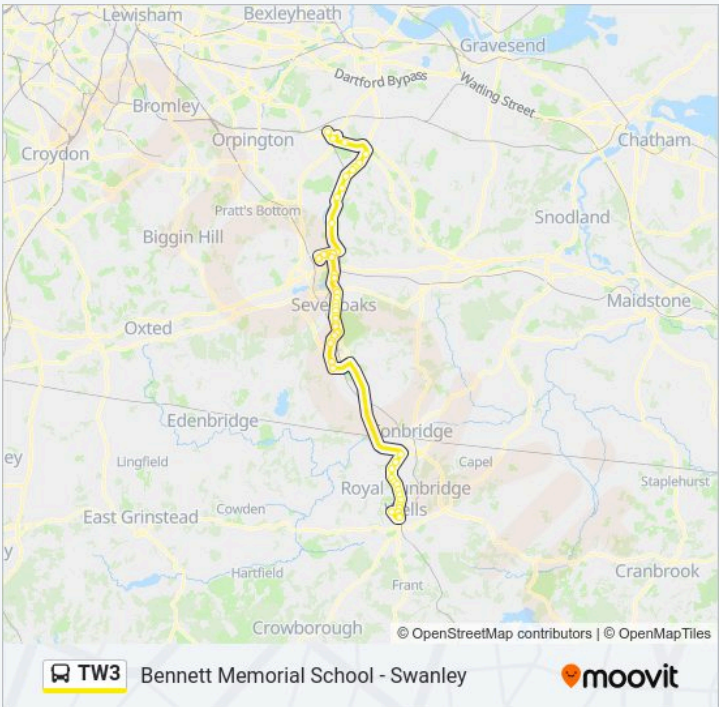 Lewisham
Bexleyheath
Gravesend
Dartford Bypass
Watling Street
Bromley
Orpington
Chatham
Croydon
Pratt's Bottom
Snodland
Biggin Hill
Sevenoaks
Maidstone
Oxted
Edenbridge
Tonbridge
ey
Lingfield
Capel
Royal Tunbridge
Wells
Staplehurst
Cowden
East Grinstead
y
Hartfield
Cranbrook
Frant
Crowborough
© OpenStreetMap contributors | © OpenMapTiles
TW3 Bennett Memorial School - Swanley
moovit